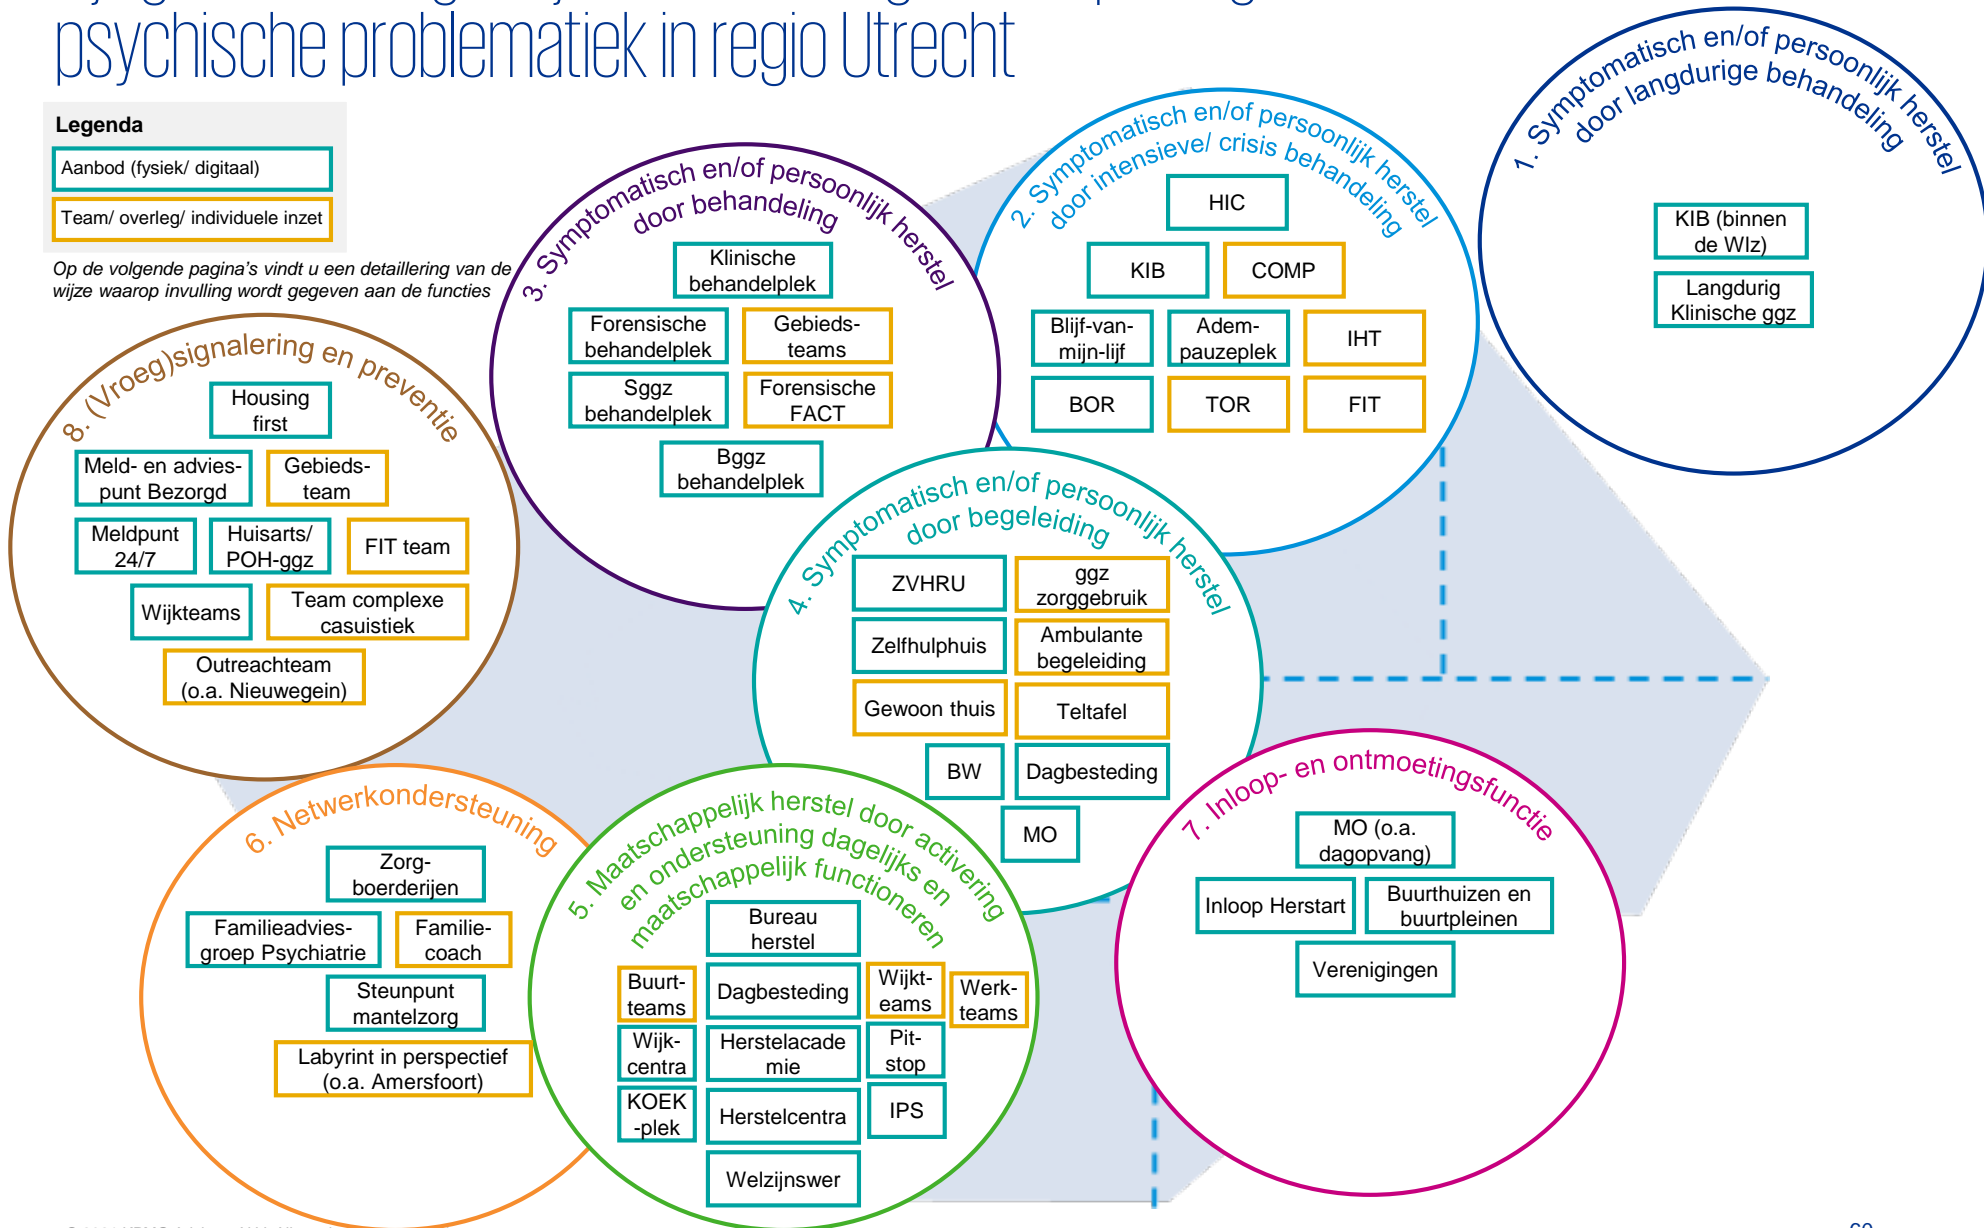 psychische problematiek in regio Utrecht
Legenda
Aanbod (fysiek/ digitaal)
Team/ overleg/ individuele inzet
Op de volgende pagina's vindt u een detaillering van de
wijze waarop invulling wordt gegeven aan de functies
1. Symptomatisch en/of persoonlijk herstel
door langdurige behandeling
KIB (binnen
de Wlz)
Langdurig
Klinische ggz
2. Symptomatisch en/of persoonlijk herstel
door intensieve/ crisis behandeling
HIC
KIB
COMP
Blijf-van-
mijn-lijf
Adem-
pauzeplek
IHT
BOR
TOR
FIT
3. Symptomatisch en/of persoonlijk herstel
door behandeling
Klinische
behandelplek
Forensische
behandelplek
Gebieds-
teams
Sggz
behandelplek
Forensische
FACT
Bggz
behandelplek
8. (Vroeg)signalering en preventie
Housing
first
Meld- en advies-
punt Bezorgd
Gebieds-
team
Meldpunt
24/7
Huisarts/
POH-ggz
FIT team
Wijkteams
Team complexe
casuistiek
Outreachteam
(o.a. Nieuwegein)
4. Symptomatisch en/of persoonlijk herstel
door begeleiding
ZVHRU
ggz
zorggebruik
Zelfhulphuis
Ambulante
begeleiding
Gewoon thuis
Teltafel
BW
Dagbesteding
MO
6. Netwerkondersteuning
Zorg-
boerderijen
Familieadvies-
groep Psychiatrie
Familie-
coach
Steunpunt
mantelzorg
Labyrint in perspectief
(o.a. Amersfoort)
5. Maatschappelijk herstel door activering
en ondersteuning dagelijks en
maatschappelijk functioneren
Bureau
herstel
Buurt-
teams
Dagbesteding
Wijkt-
eams
Werk-
teams
Wijk-
centra
Herstelacade
mie
Pit-
stop
KOEK
-plek
Herstelcentra
IPS
Welzijnswer
7. Inloop- en ontmoetingsfunctie
MO (o.a.
dagopvang)
Inloop Herstart
Buurthuizen en
buurtpleinen
Verenigingen